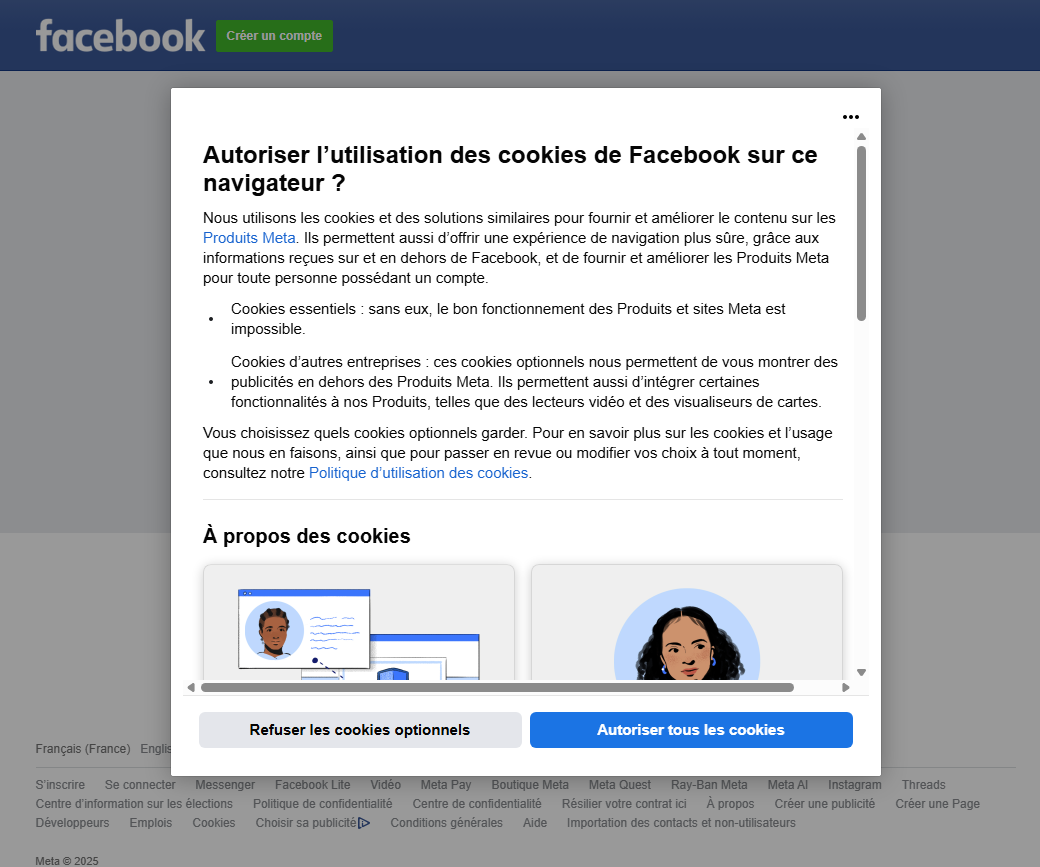 facebook
Créer un compte
Autoriser l’utilisation des cookies de Facebook sur ce
navigateur ?
Nous utilisons les cookies et des solutions similaires pour fournir et améliorer le contenu sur les
Produits Meta. Ils permettent aussi d’offrir une expérience de navigation plus sûre, grâce aux
informations reçues sur et en dehors de Facebook, et de fournir et améliorer les Produits Meta
pour toute personne possédant un compte.
• Cookies essentiels : sans eux, le bon fonctionnement des Produits et sites Meta est
impossible.
• Cookies d’autres entreprises : ces cookies optionnels nous permettent de vous montrer des
publicités en dehors des Produits Meta. Ils permettent aussi d’intégrer certaines
fonctionnalités à nos Produits, telles que des lecteurs vidéo et des visualiseurs de cartes.
Vous choisissez quels cookies optionnels garder. Pour en savoir plus sur les cookies et l’usage
que nous en faisons, ainsi que pour passer en revue ou modifier vos choix à tout moment,
consultez notre Politique d’utilisation des cookies.
À propos des cookies
Refuser les cookies optionnels
Autoriser tous les cookies
Français (France) Englis
S’inscrire Se connecter Messenger Facebook Lite Vidéo Meta Pay Boutique Meta Meta Quest Ray-Ban Meta Meta AI Instagram Threads
Centre d’information sur les élections Politique de confidentialité Centre de confidentialité Résilier votre contrat ici À propos Créer une publicité Créer une Page
Développeurs Emplois Cookies Choisir sa publicité Conditions générales Aide Importation des contacts et non-utilisateurs
Meta © 2025